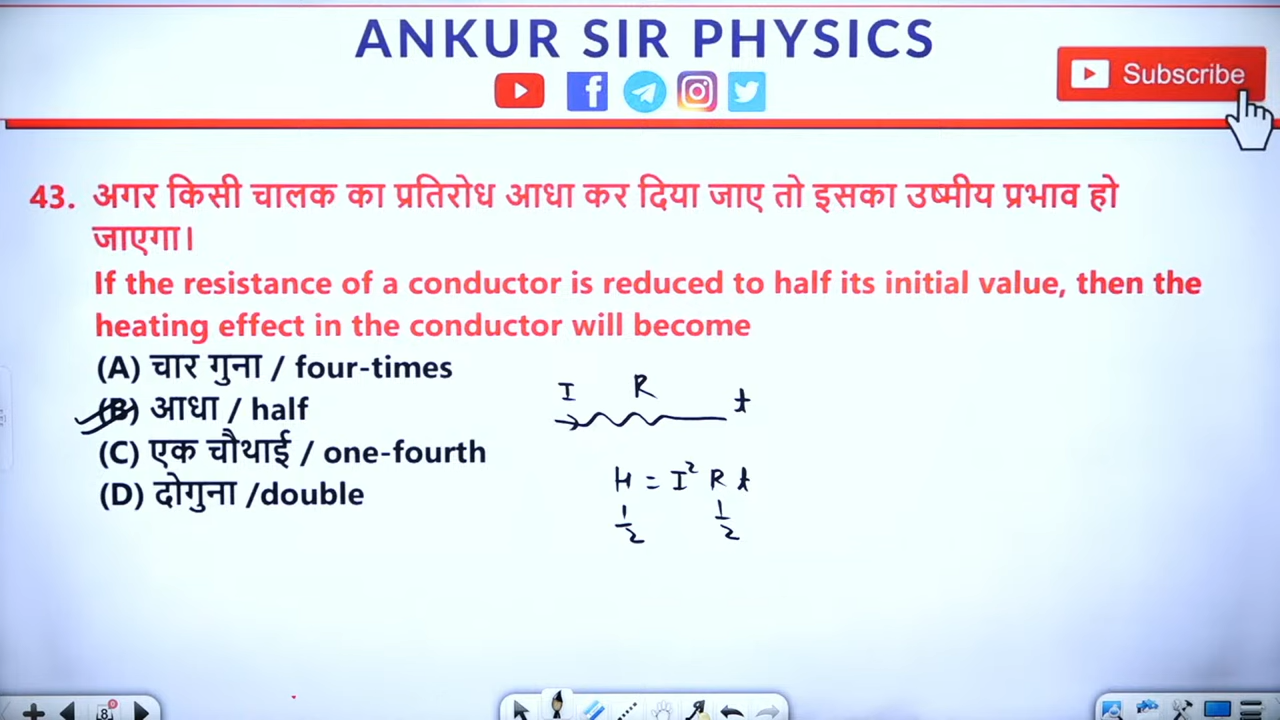 ANKUR SIR PHYSICS
Subscribe
43. अगर किसी चालक का प्रतिरोध आधा कर दिया जाए तो इसका उष्मीय प्रभाव हो
जाएगा।
If the resistance of a conductor is reduced to half its initial value, then the
heating effect in the conductor will become
(A) चार गुना / four-times
(B) आधा / half
(C) एक चौथाई / one-fourth
(D) दोगुना /double
I R t
H = I² R t
1/2 1/2
8